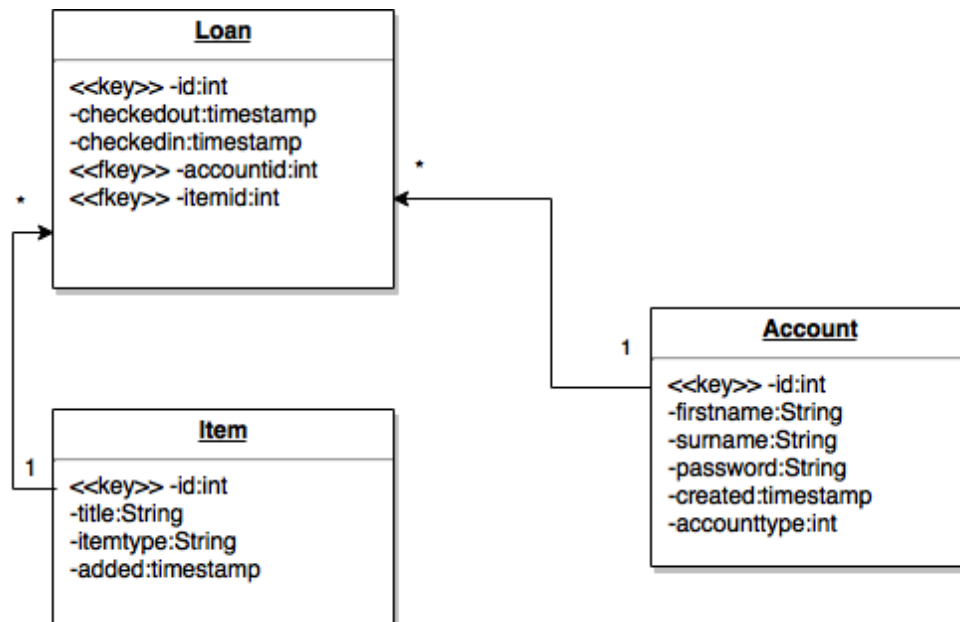 Loan
<<key>> -id:int
-checkedout:timestamp
-checkedin:timestamp
<<fkey>> -accountid:int
<<fkey>> -itemid:int
*
*
1
Account
<<key>> -id:int
-firstname:String
-surname:String
-password:String
-created:timestamp
-accounttype:int
Item
1
<<key>> -id:int
-title:String
-itemtype:String
-added:timestamp